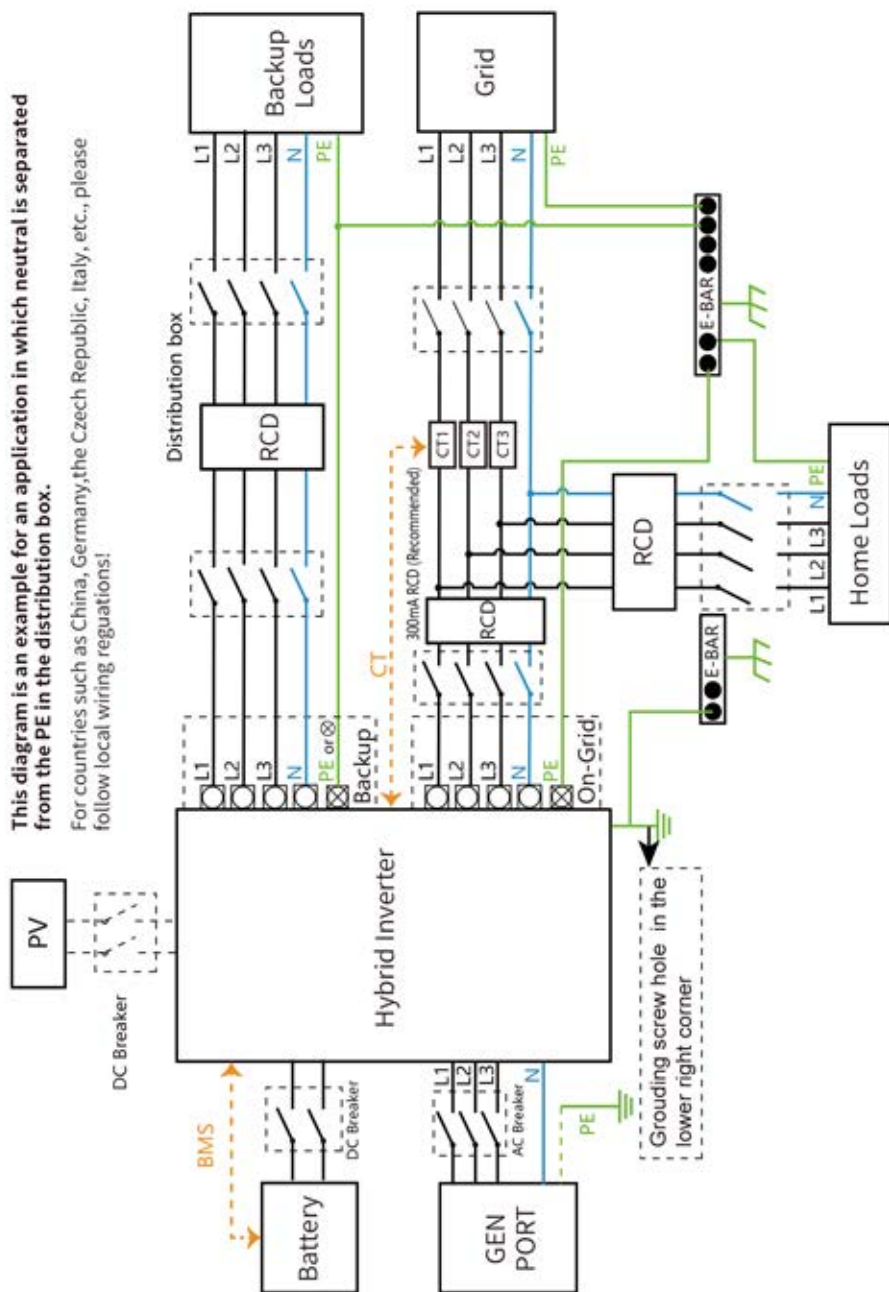 This diagram is an example for an application in which neutral is separated
from the PE in the distribution box.
For countries such as China, Germany,the Czech Republic, Italy, etc., please
follow local wiring reguations!
PV
DC Breaker
BMS
Battery
DC Breaker
Hybrid Inverter
L1
L2
L3
N
PE or
Backup
Distribution box
RCD
L1
L2
L3
N
PE
Backup
Loads
CT
L1
L2
L3
N
PE
On-Grid
300mA RCD (Recommended)
RCD
CT1
CT2
CT3
L1
L2
L3
N
PE
Grid
GEN
PORT
L1
L2
L3
N
AC Breaker
PE
Grouding screw hole in the
lower right corner
E-BAR
RCD
E-BAR
L1
L2
L3
N
PE
Home Loads